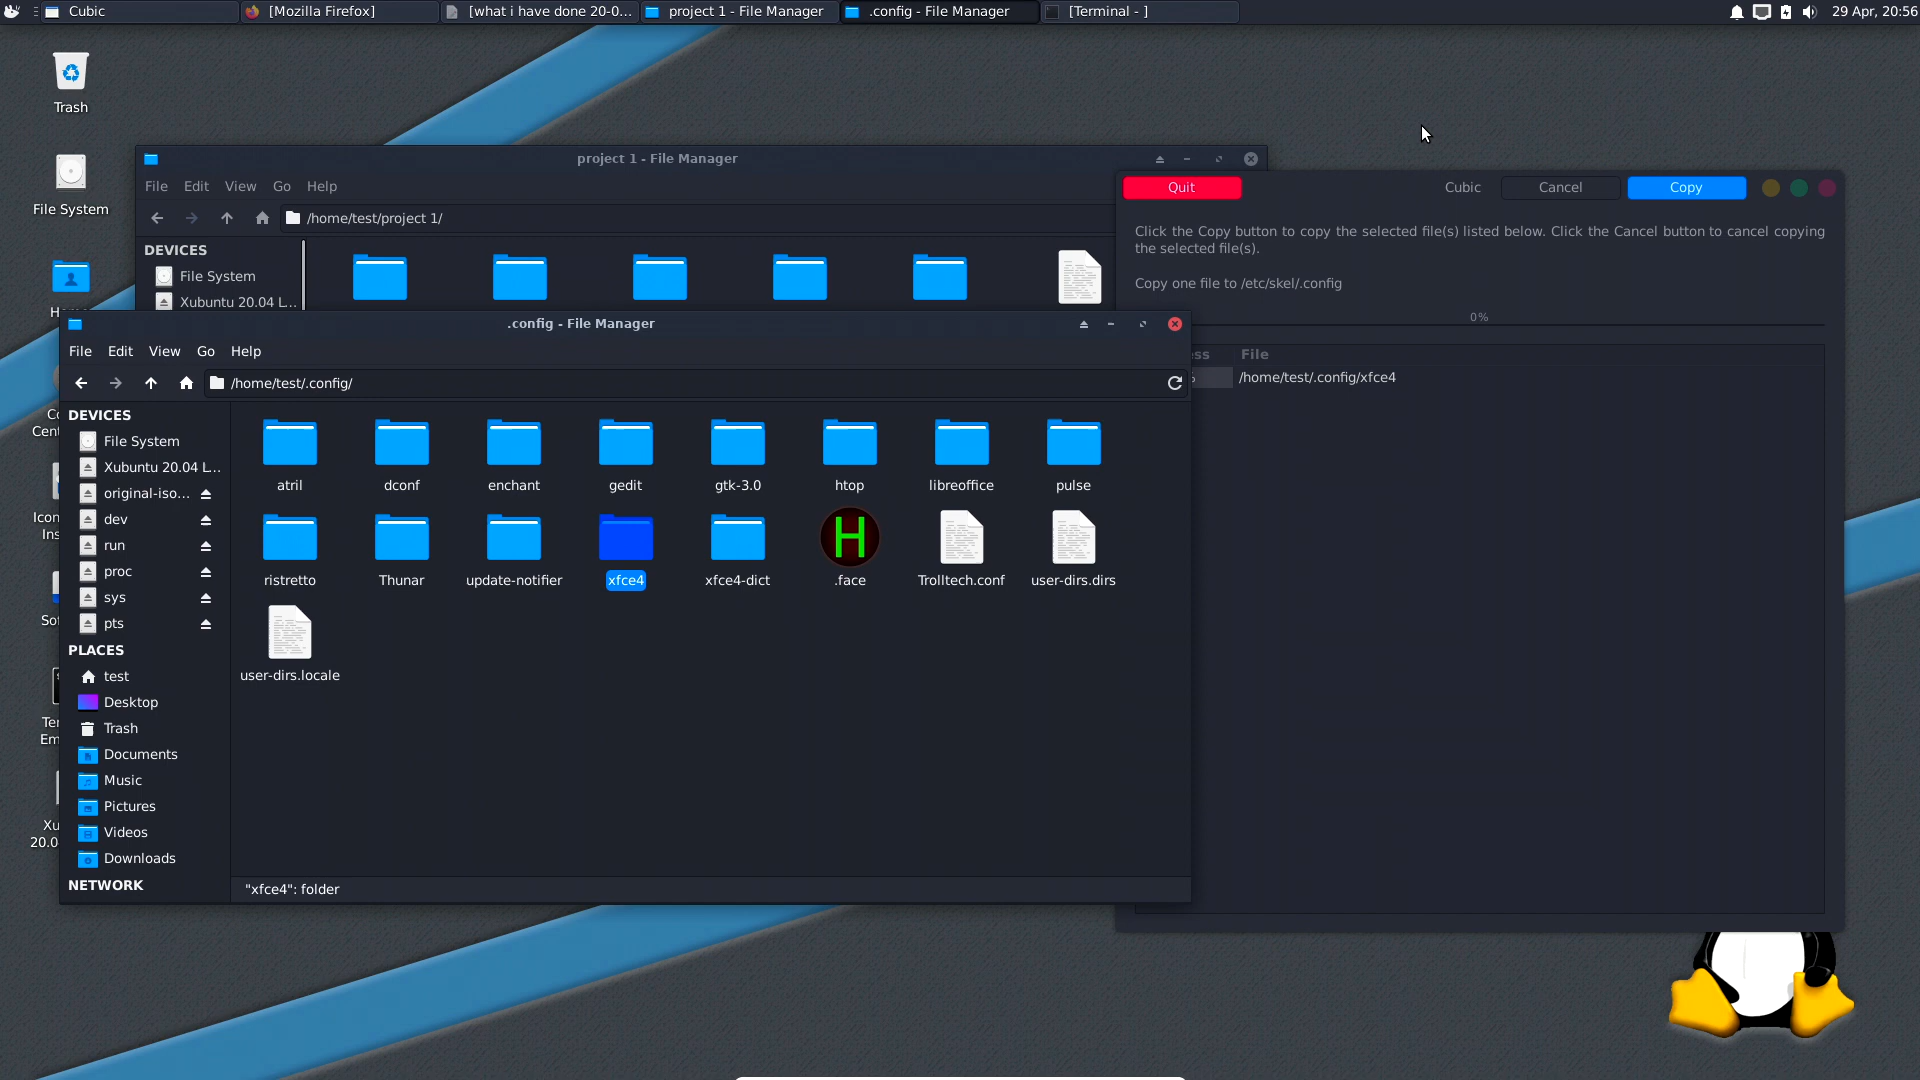 Cubic
[Mozilla Firefox]
[what i have done 20-0...
project 1 - File Manager
.config - File Manager
[Terminal - ]
29 Apr, 20:56
Trash
File System
project 1 - File Manager
File Edit View Go Help
/home/test/project 1/
DEVICES
File System
Xubuntu 20.04 L...
Quit
Cubic
Cancel
Copy
Click the Copy button to copy the selected file(s) listed below. Click the Cancel button to cancel copying
the selected file(s).
Copy one file to /etc/skel/.config
0%
File
/home/test/.config/xfce4
.config - File Manager
File Edit View Go Help
/home/test/.config/
DEVICES
File System
Xubuntu 20.04 L...
original-iso...
dev
run
proc
sys
pts
PLACES
test
Desktop
Trash
Documents
Music
Pictures
Videos
Downloads
NETWORK
atril
dconf
enchant
gedit
gtk-3.0
htop
libreoffice
pulse
ristretto
Thunar
update-notifier
xfce4
xfce4-dict
.face
Trolltech.conf
user-dirs.dirs
user-dirs.locale
"xfce4": folder